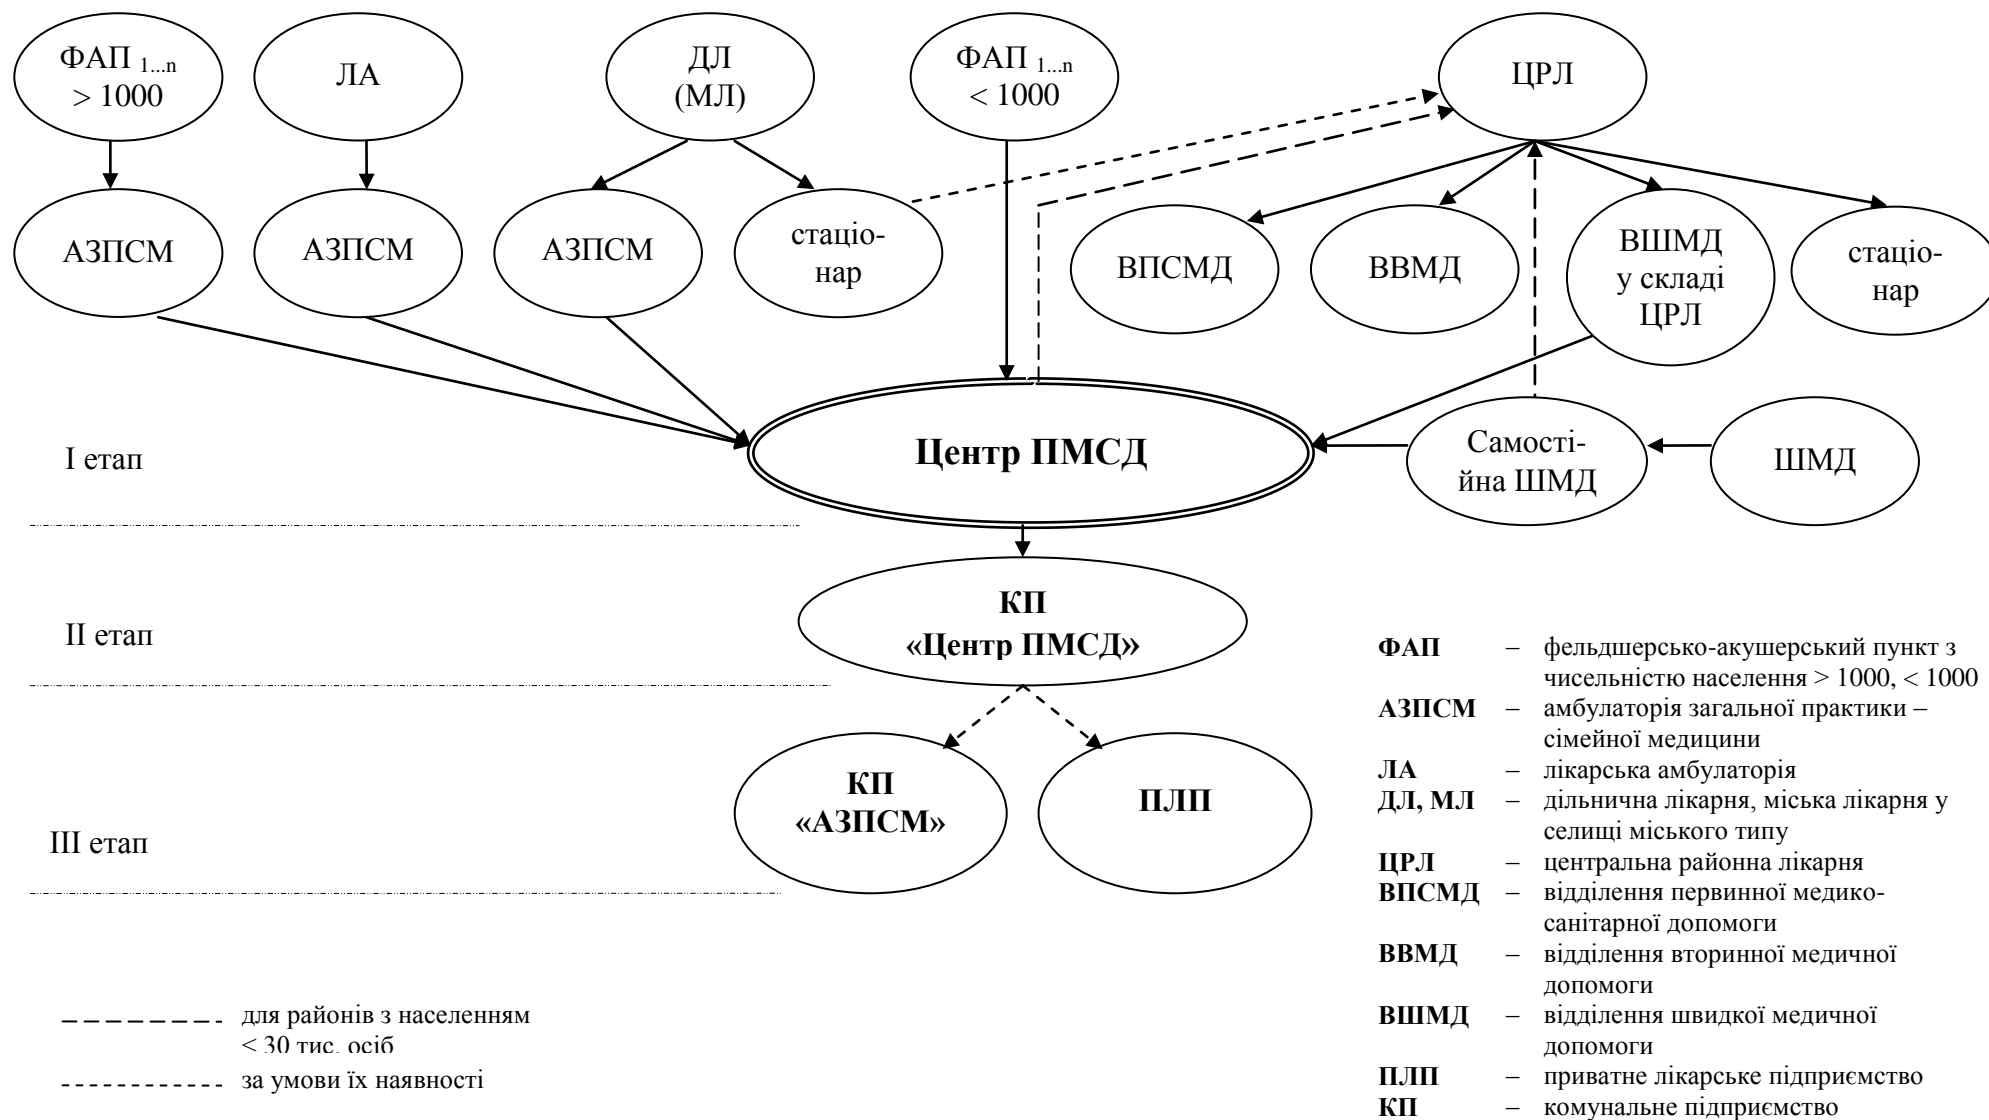 ФАП 1...n
> 1000
ЛА
ДЛ
(МЛ)
ФАП 1...n
< 1000
ЦРЛ
АЗПСМ
АЗПСМ
АЗПСМ
стаціо-
нар
ВПСМД
ВВМД
ВШМД
у складі
ЦРЛ
стаціо-
нар
І етап
Центр ПМСД
Самості-
йна ШМД
ШМД
ІІ етап
КП
«Центр ПМСД»
ІІІ етап
КП
«АЗПСМ»
ПЛП
ФАП – фельдшерсько-акушерський пункт з
чисельністю населення > 1000, < 1000
АЗПСМ – амбулаторія загальної практики –
сімейної медицини
ЛА – лікарська амбулаторія
ДЛ, МЛ – дільнична лікарня, міська лікарня у
селищі міського типу
ЦРЛ – центральна районна лікарня
ВПСМД – відділення первинної медико-
санітарної допомоги
ВВМД – відділення вторинної медичної
допомоги
ВШМД – відділення швидкої медичної
допомоги
ПЛП – приватне лікарське підприємство
КП – комунальне підприємство
для районів з населенням
< 30 тис. осіб
за умови їх наявності